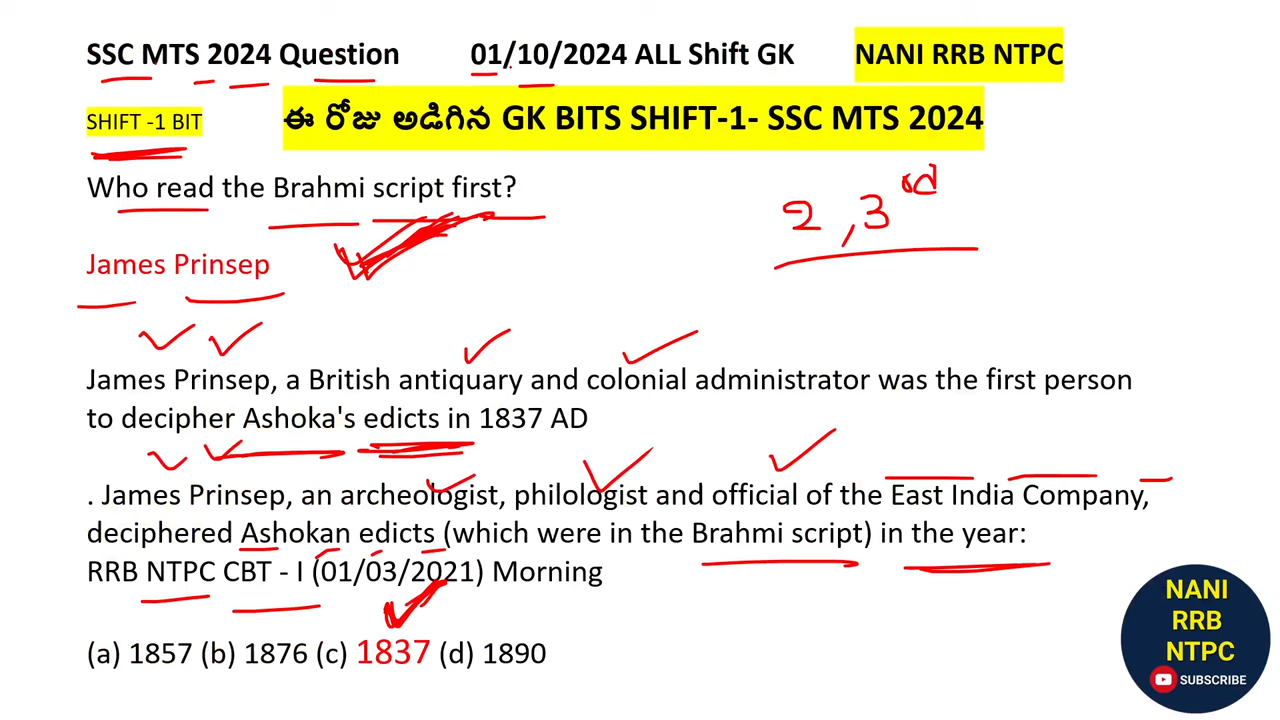 SSC MTS 2024 Question 01/10/2024 ALL Shift GK NANI RRB NTPC
SHIFT -1 BIT ఈ రోజు అడిగిన GK BITS SHIFT-1- SSC MTS 2024
Who read the Brahmi script first?
2 , 3rd
James Prinsep
James Prinsep, a British antiquary and colonial administrator was the first person
to decipher Ashoka's edicts in 1837 AD
. James Prinsep, an archeologist, philologist and official of the East India Company,
deciphered Ashokan edicts (which were in the Brahmi script) in the year:
RRB NTPC CBT - I (01/03/2021) Morning
(a) 1857 (b) 1876 (c) 1837 (d) 1890
NANI
RRB
NTPC
SUBSCRIBE